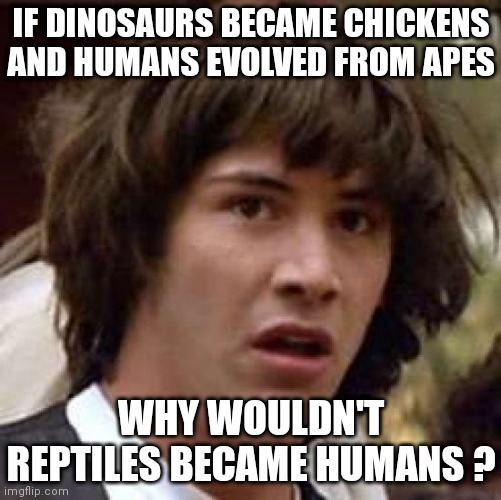 IF DINOSAURS BECAME CHICKENS
AND HUMANS EVOLVED FROM APES
WHY WOULDN'T
REPTILES BECAME HUMANS ?
imgflip.com